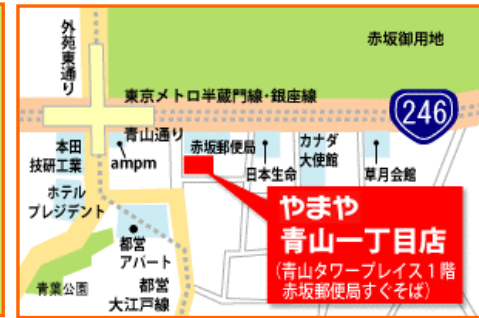 外苑東通り
赤坂御用地
東京メトロ半蔵門線・銀座線
246
青山通り
本田
技研工業
ampm
赤坂郵便局
日本生命
カナダ
大使館
草月会館
ホテル
プレジデント
やまや
青山一丁目店
(青山タワープレイス1階
赤坂郵便局すぐそば)
都営
アパート
青葉公園
都営
大江戸線